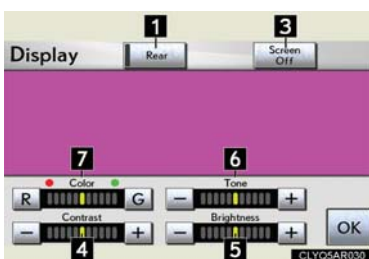 1 3
Display Rear Screen
Off
7 6
Color Tone
R G - +
Contrast Brightness
- + - + OK
4 5
CLYO5AR030